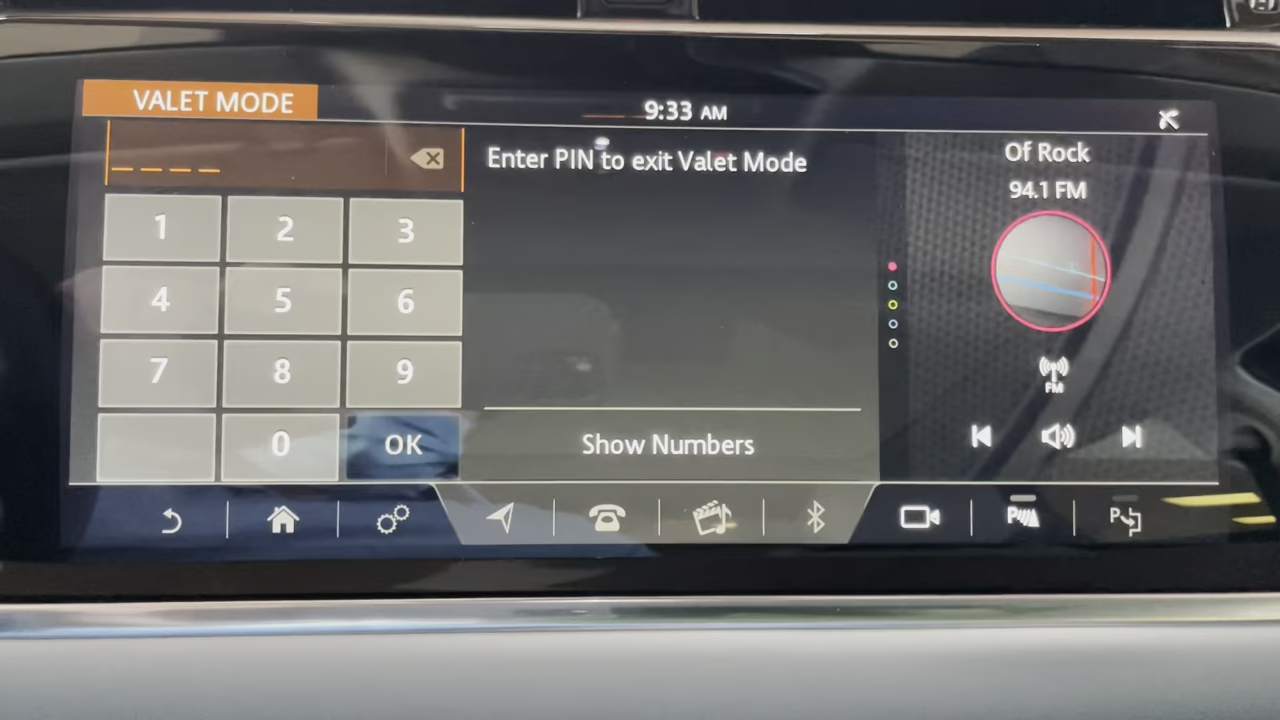 VALET MODE
9:33 AM
Enter PIN to exit Valet Mode
Of Rock
94.1 FM
1 2 3
4 5 6
7 8 9
0 OK
FM
Show Numbers
P
P